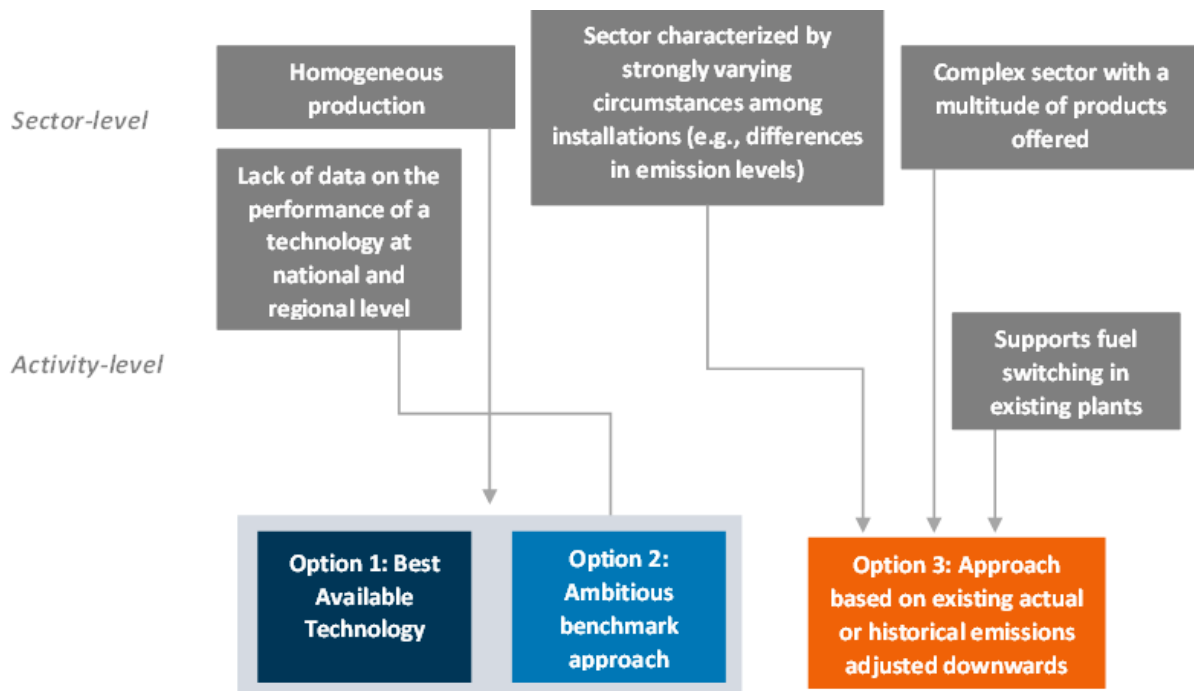 Sector-level
Homogeneous
production
Sector characterized by
strongly varying
circumstances among
installations (e.g., differences
in emission levels)
Complex sector with a
multitude of products
offered
Lack of data on the
performance of a
technology at
national and
regional level
Activity-level
Supports fuel
switching in
existing plants
Option 1: Best
Available
Technology
Option 2:
Ambitious
benchmark
approach
Option 3: Approach
based on existing actual
or historical emissions
adjusted downwards